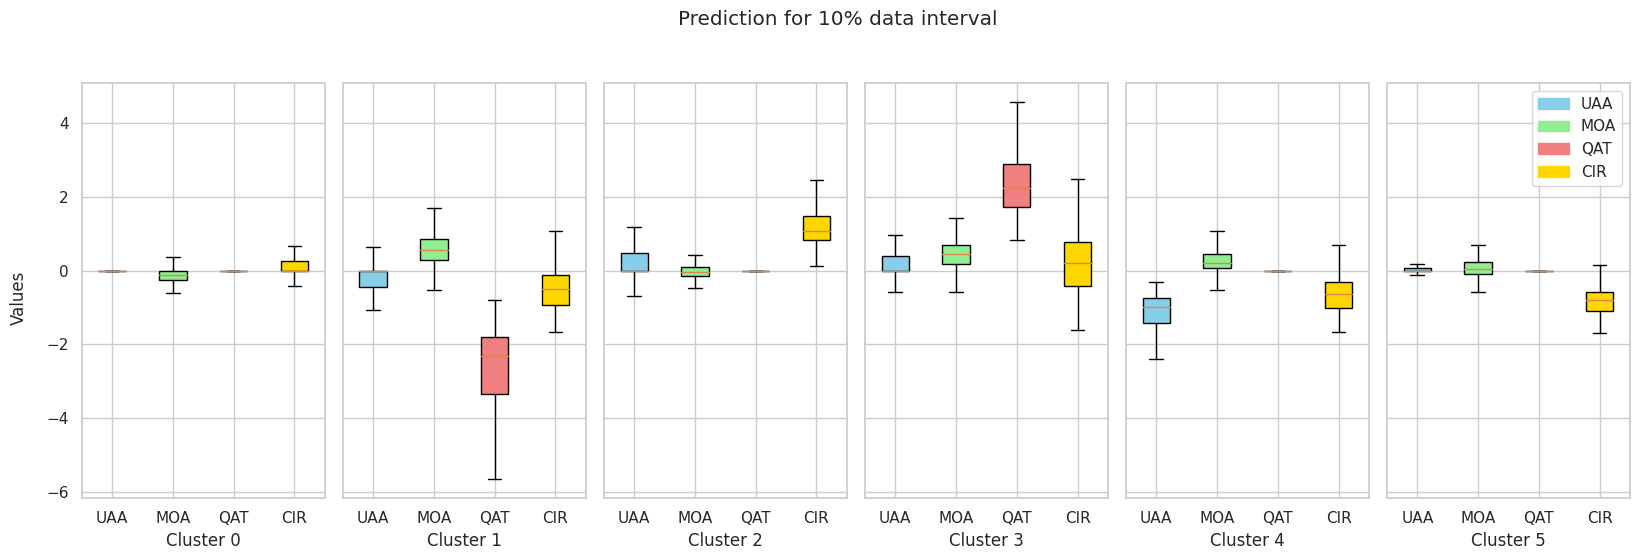 Prediction for 10% data interval
Values
4
2
0
−2
−4
−6
UAA MOA QAT CIR
Cluster 0
UAA MOA QAT CIR
Cluster 1
UAA MOA QAT CIR
Cluster 2
UAA MOA QAT CIR
Cluster 3
UAA MOA QAT CIR
Cluster 4
UAA MOA QAT CIR
Cluster 5
UAA
MOA
QAT
CIR